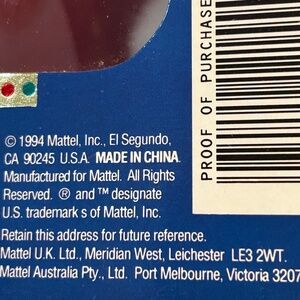 © 1994 Mattel, Inc., El Segundo,
CA 90245 U.S.A. MADE IN CHINA.
Manufactured for Mattel. All Rights
Reserved. ® and ™ designate
U.S. trademark s of Mattel, Inc.
Retain this address for future reference.
Mattel U.K. Ltd., Meridian West, Leichester LE3 2WT.
Mattel Australia Pty., Ltd. Port Melbourne, Victoria 3207
PROOF OF PURCHASE